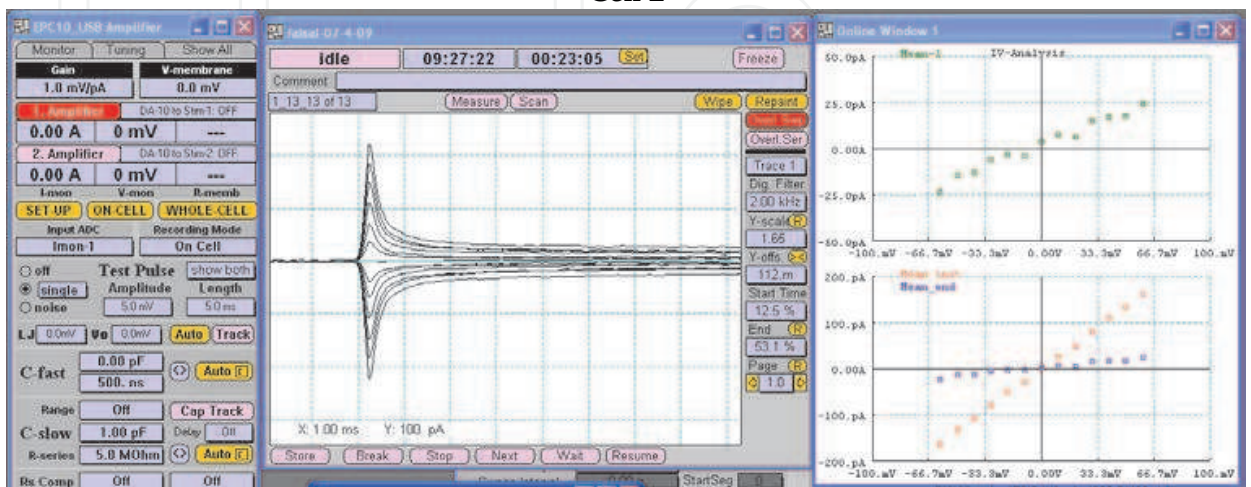 EPC10_USB Amplifier
Monitor Tuning Show All
Gain V-membrane
1.0 mV/pA 0.0 mV
1. Amplifier DA-10 to Stim-1: OFF
0.00 A 0 mV ---
2. Amplifier DA-10 to Stim-2: OFF
0.00 A 0 mV ---
I-mon V-mon R-memb
SET-UP ON-CELL WHOLE-CELL
Input ADC Recording Mode
Imon-1 On Cell
off Test Pulse show both
single Amplitude Length
noise 5.0 mV 5.0 ms
LJ 0.0mV Vo 0.0mV Auto Track
C-fast 0.00 pF Auto
500. ns
Range Off Cap Track
C-slow 1.00 pF Delay Off
R-series 5.0 MOhm Auto
Rs Comp Off Off
faisal-07-4-09
idle 09:27:22 00:23:05 Set Freeze
Comment
1_13_13 of 13 Measure Scan Wipe Repaint
Overl.Ser
Trace 1
Dig. Filter
2.00 kHz
Y-scale R
1.66
Y-offs. ><
112.m
Start Time
12.5 %
End R
53.1 %
Page R
1.0
X: 1.00 ms Y: 100. pA
Store Break Stop Next Wait Resume
StartSeg 0
Online Window 1
Mean-1 IV-Analysis
50.0pA
25.0pA
0.00A
-25.0pA
-50.0pA
-100.mV -66.7mV -33.3mV 0.00V 33.3mV 66.7mV 100.mV
200.pA
Mean_end
100.pA
0.00A
-100.pA
-200.pA
-100.mV -66.7mV -33.3mV 0.00V 33.3mV 66.7mV 100.mV